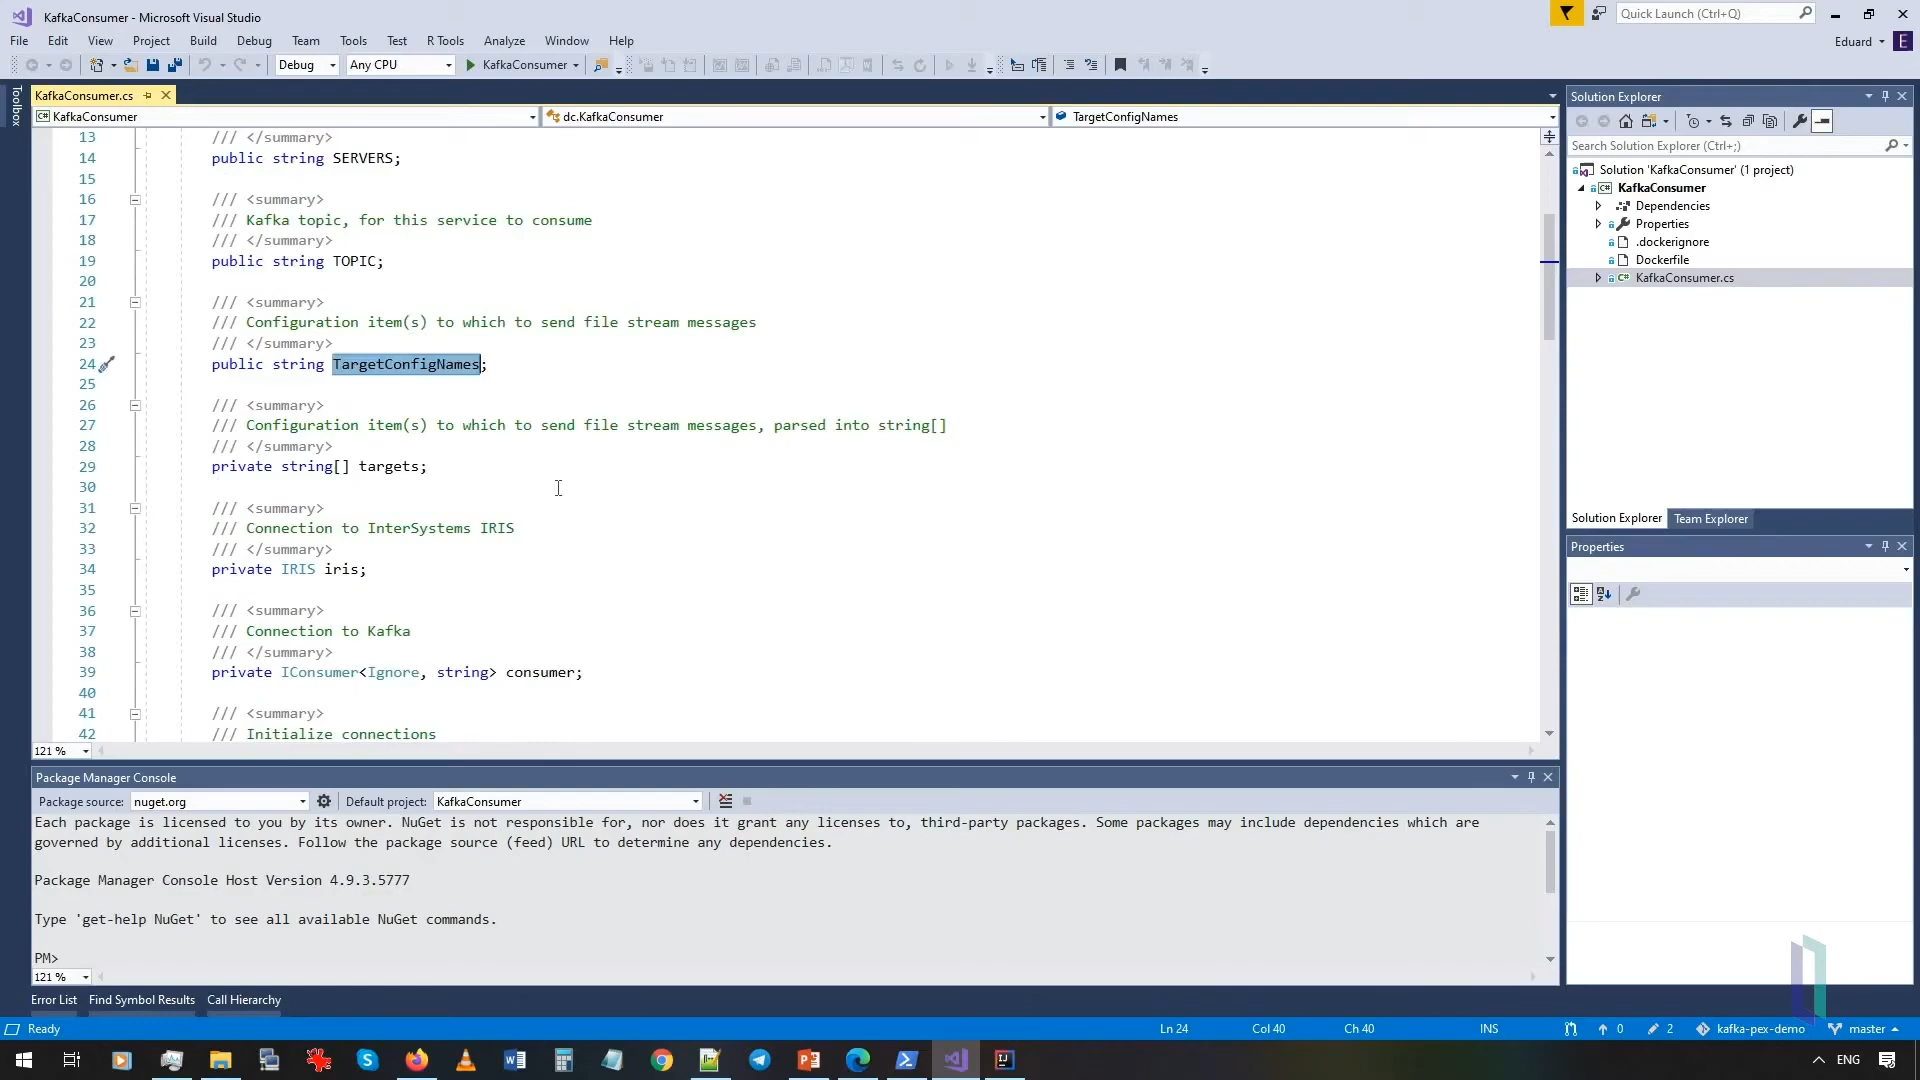 KafkaConsumer - Microsoft Visual Studio
Quick Launch (Ctrl+Q)
File Edit View Project Build Debug Team Tools Test R Tools Analyze Window Help
Eduard E
Debug Any CPU KafkaConsumer
Toolbox
KafkaConsumer.cs
KafkaConsumer dc.KafkaConsumer TargetConfigNames
13 /// </summary>
14 public string SERVERS;
15
16 /// <summary>
17 /// Kafka topic, for this service to consume
18 /// </summary>
19 public string TOPIC;
20
21 /// <summary>
22 /// Configuration item(s) to which to send file stream messages
23 /// </summary>
24 public string TargetConfigNames;
25
26 /// <summary>
27 /// Configuration item(s) to which to send file stream messages, parsed into string[]
28 /// </summary>
29 private string[] targets;
30
31 /// <summary>
32 /// Connection to InterSystems IRIS
33 /// </summary>
34 private IRIS iris;
35
36 /// <summary>
37 /// Connection to Kafka
38 /// </summary>
39 private IConsumer<Ignore, string> consumer;
40
41 /// <summary>
42 /// Initialize connections
121 %
Solution Explorer
Search Solution Explorer (Ctrl+;)
Solution 'KafkaConsumer' (1 project)
C# KafkaConsumer
Dependencies
Properties
.dockerignore
Dockerfile
C# KafkaConsumer.cs
Solution Explorer Team Explorer
Properties
Package Manager Console
Package source: nuget.org Default project: KafkaConsumer
Each package is licensed to you by its owner. NuGet is not responsible for, nor does it grant any licenses to, third-party packages. Some packages may include dependencies which are
governed by additional licenses. Follow the package source (feed) URL to determine any dependencies.
Package Manager Console Host Version 4.9.3.5777
Type 'get-help NuGet' to see all available NuGet commands.
PM>
121 %
Error List Find Symbol Results Call Hierarchy
Ready Ln 24 Col 40 Ch 40 INS 0 2 kafka-pex-demo master
ENG